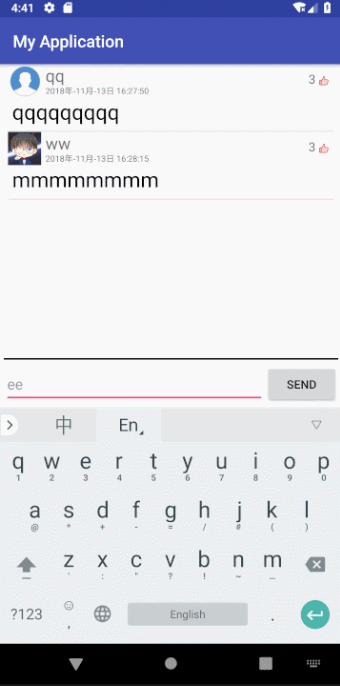 4:41
My Application
qq
3
2018年-11月-13日 16:27:50
qqqqqqqqq
ww
3
2018年-11月-13日 16:28:15
mmmmmmmm
ee
SEND
中 En
q w e r t y u i o p
1 2 3 4 5 6 7 8 9 0
a s d f g h j k l
@ * + - = / # ( )
z x c v b n m
' : " ? ! ~ …
?123 , English .